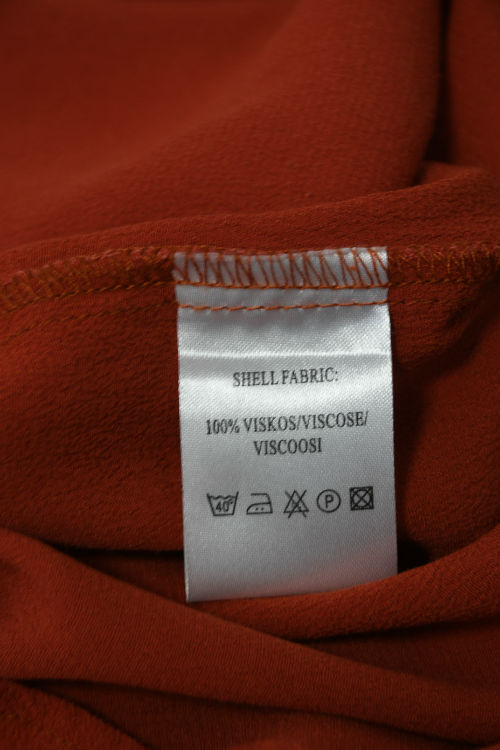 SHELL FABRIC:
100% VISKOS/VISCOSE/
VISCOOSI
40° P